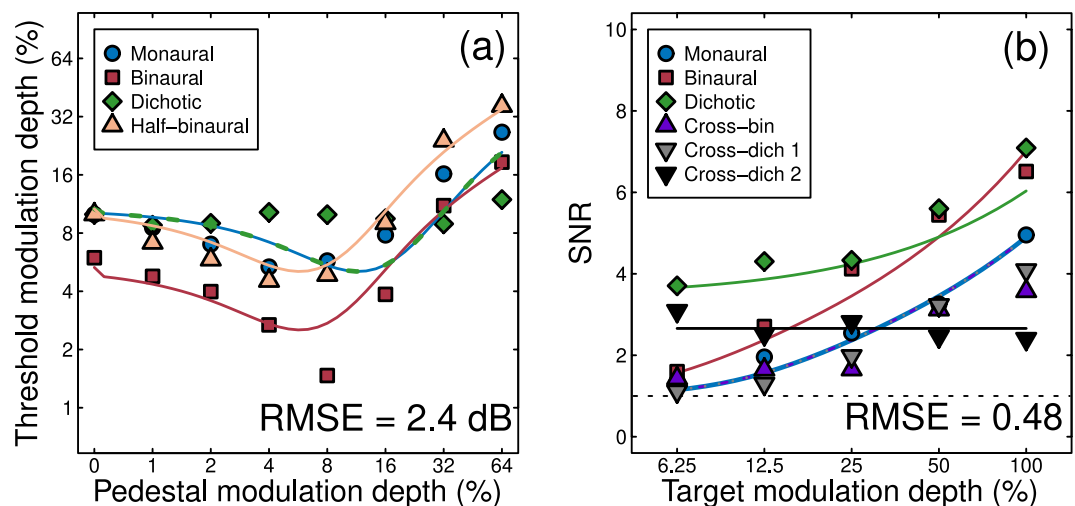 (a)
Monaural
Binaural
Dichotic
Half−binaural
Threshold modulation depth (%)
64
32
16
8
4
2
1
RMSE = 2.4 dB
0 1 2 4 8 16 32 64
Pedestal modulation depth (%)
(b)
Monaural
Binaural
Dichotic
Cross−bin
Cross−dich 1
Cross−dich 2
SNR
10
8
6
4
2
0
RMSE = 0.48
6.25 12.5 25 50 100
Target modulation depth (%)